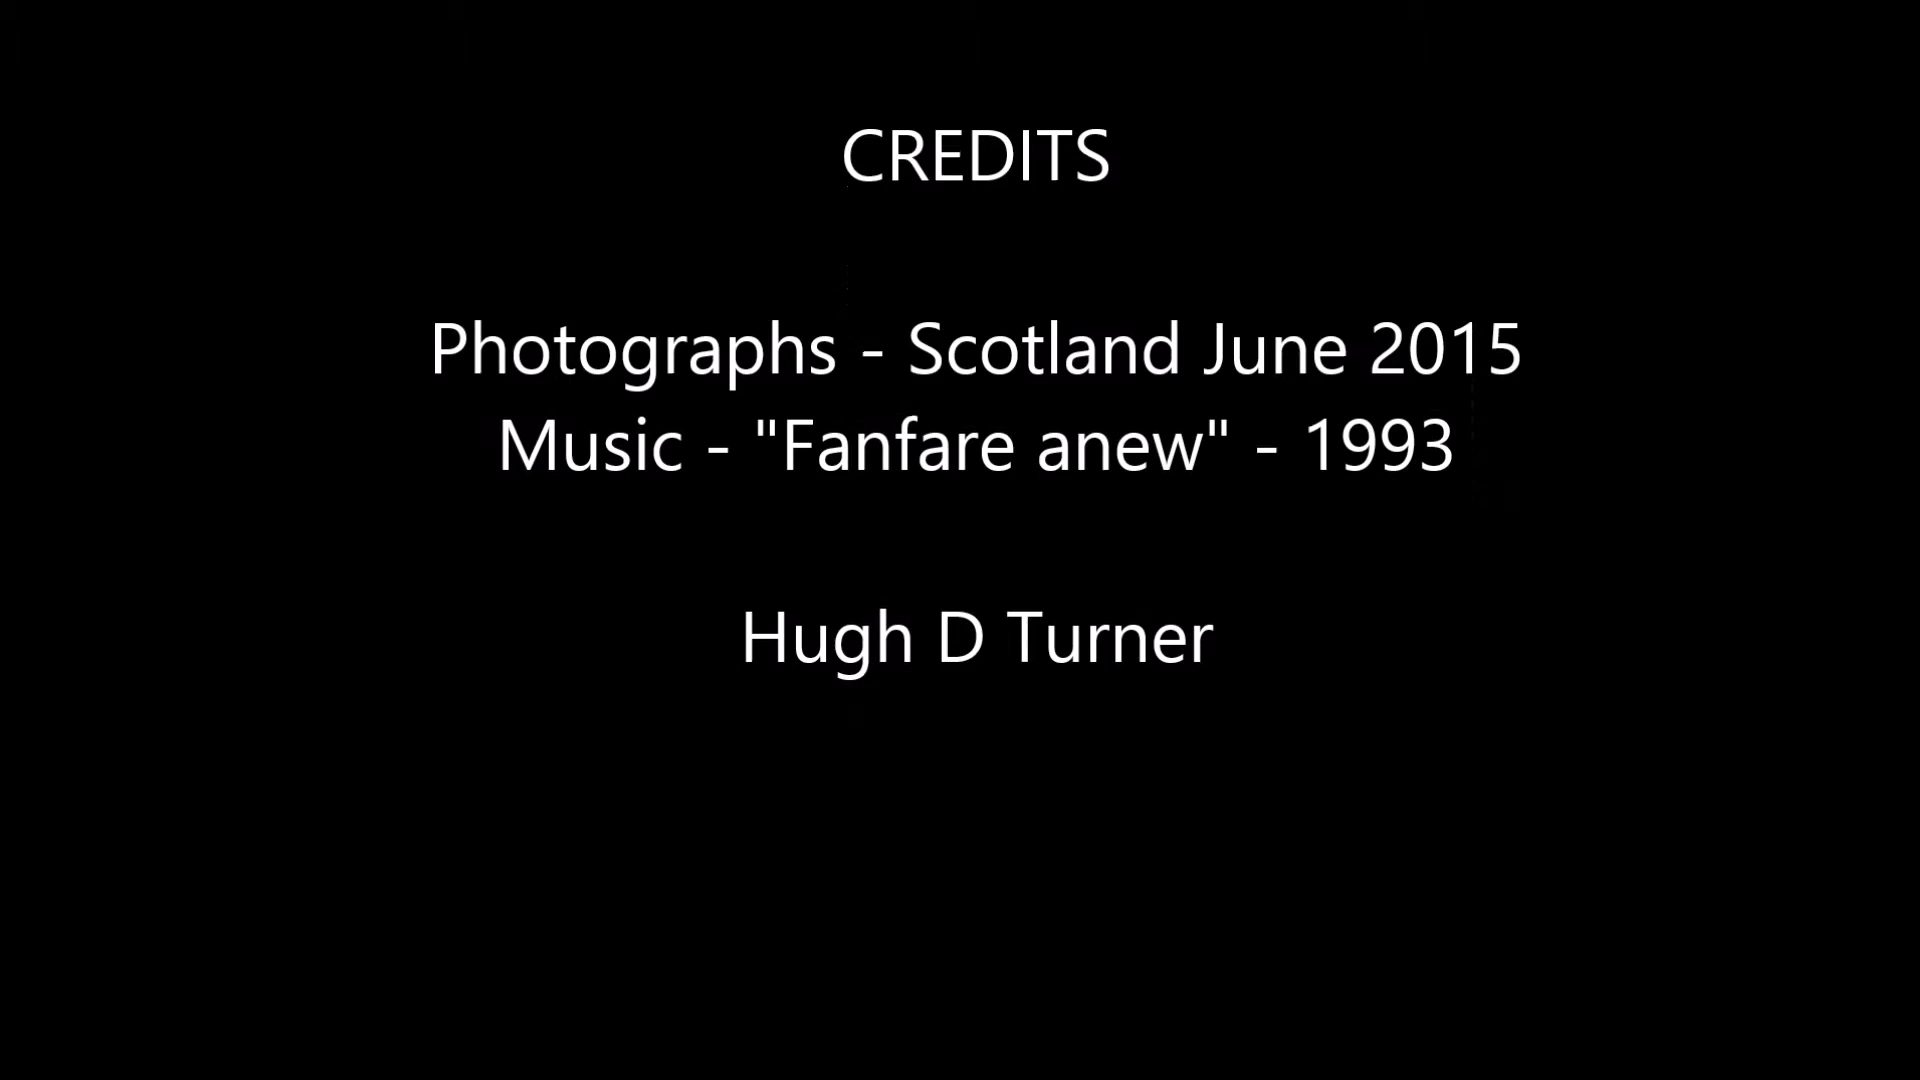 CREDITS
Photographs - Scotland June 2015
Music - "Fanfare anew" - 1993
Hugh D Turner